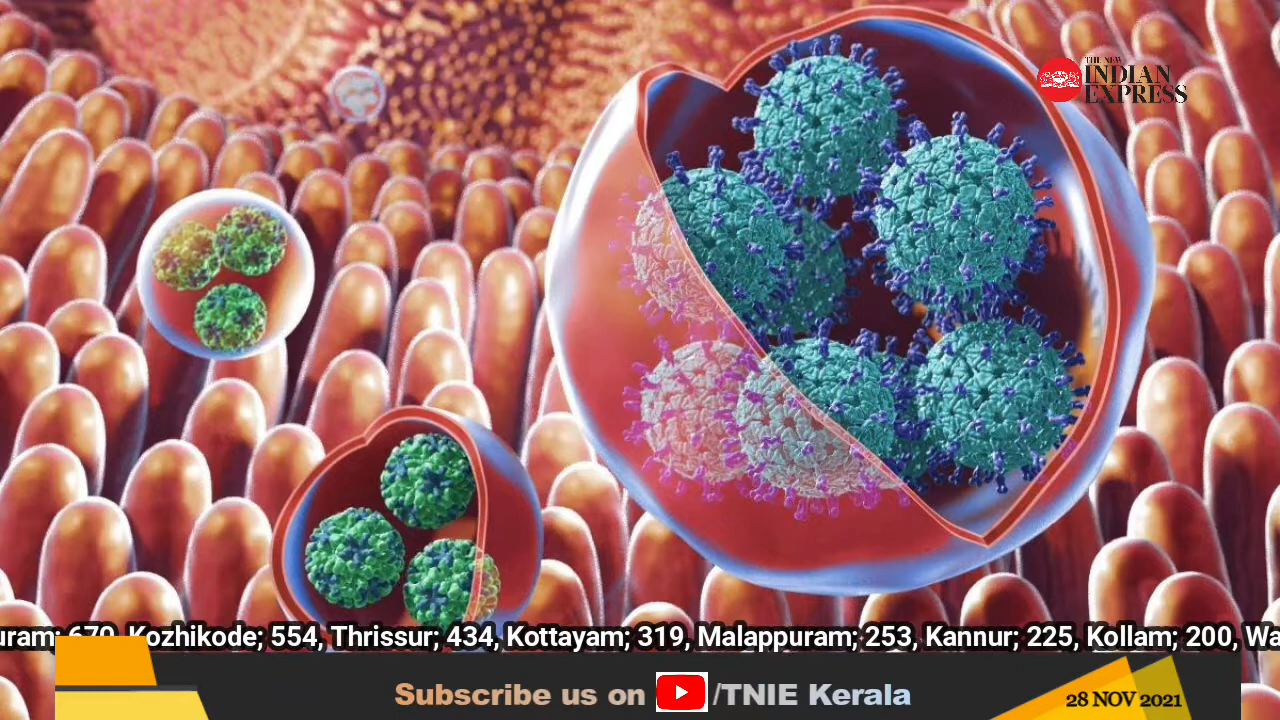 THE NEW
INDIAN
EXPRESS
uram; 670, Kozhikode; 554, Thrissur; 434, Kottayam; 319, Malappuram; 253, Kannur; 225, Kollam; 200, Wa
Subscribe us on /TNIE Kerala
28 NOV 2021